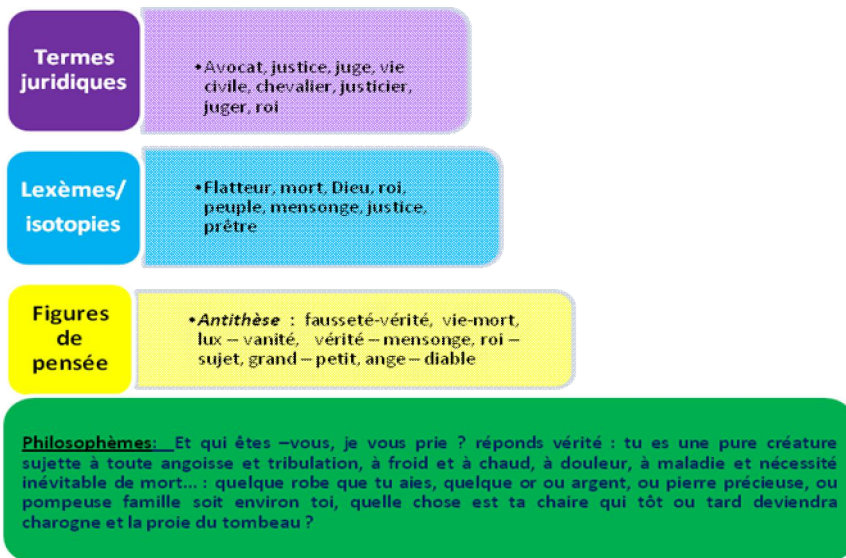 Termes
juridiques
•Avocat, justice, juge, vie
civile, chevalier, justicier,
juger, roi
Lexèmes/
isotopies
•Flatteur, mort, Dieu, roi,
peuple, mensonge, justice,
prêtre
Figures
de
pensée
•Antithèse : fausseté-vérité, vie-mort,
lux – vanité, vérité – mensonge, roi –
sujet, grand – petit, ange – diable
Philosophèmes: Et qui êtes –vous, je vous prie ? réponds vérité : tu es une pure créature
sujette à toute angoisse et tribulation, à froid et à chaud, à douleur, à maladie et nécessité
inévitable de mort... : quelque robe que tu aies, quelque or ou argent, ou pierre précieuse, ou
pompeuse famille soit environ toi, quelle chose est ta chaire qui tôt ou tard deviendra
charogne et la proie du tombeau ?